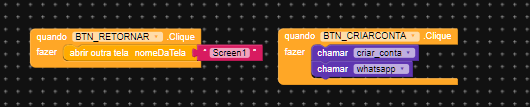 quando BTN_RETORNAR .Clique
fazer abrir outra tela nomeDaTela " Screen1 "
quando BTN_CRIARCONTA .Clique
fazer chamar criar_conta
chamar whatsapp